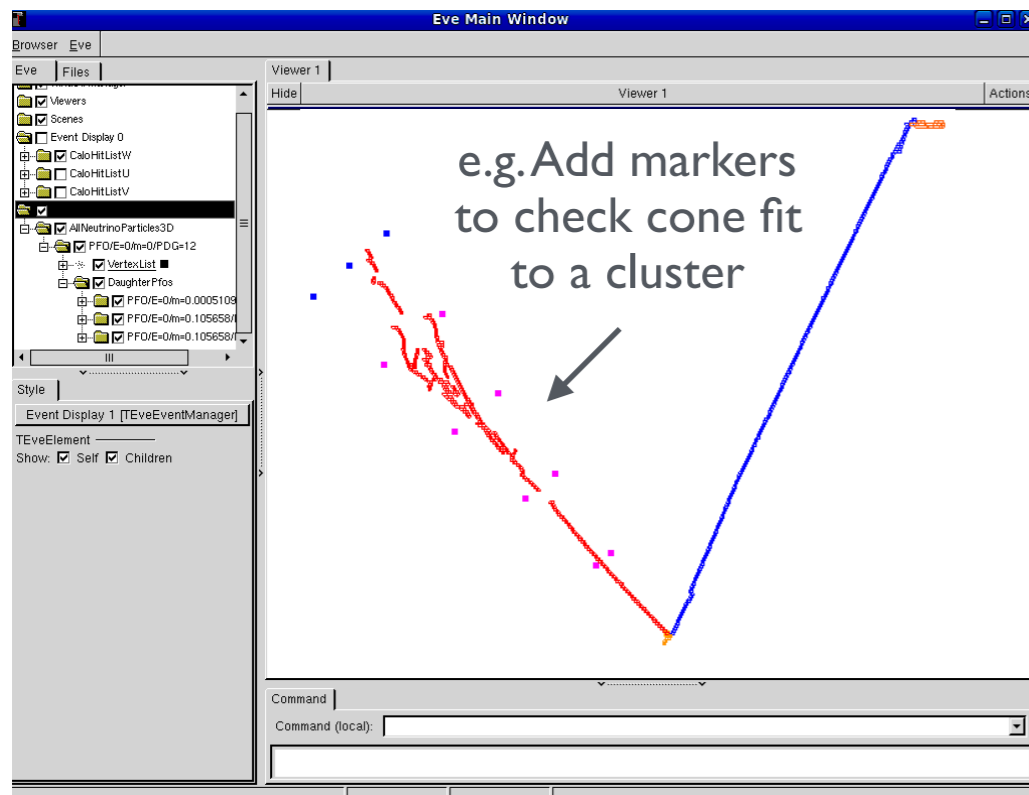 Eve Main Window
Browser Eve
Eve Files
Viewers
Scenes
Event Display 0
CaloHitListW
CaloHitListU
CaloHitListV
AllNeutrinoParticles3D
PFO/E=0/m=0/PDG=12
VertexList
DaughterPfos
PFO/E=0/m=0.0005109
PFO/E=0/m=0.105658/
PFO/E=0/m=0.105658/
Style
Event Display 1 [TEveEventManager]
TEveElement
Show: Self Children
Viewer 1
Hide Viewer 1 Actions
e.g. Add markers
to check cone fit
to a cluster
Command
Command (local):